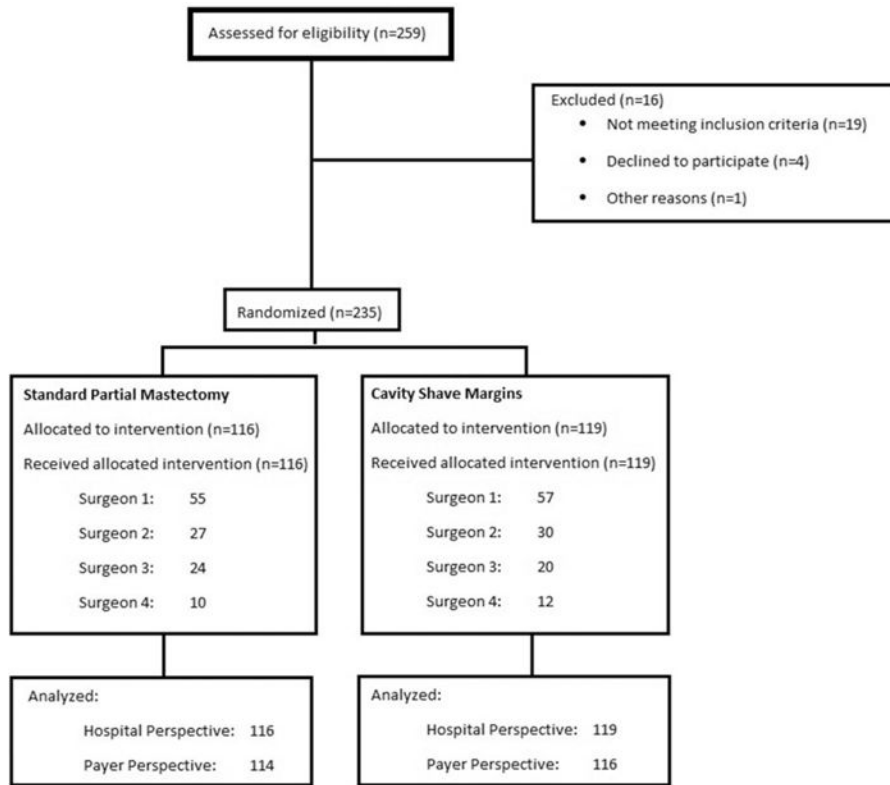 Assessed for eligibility (n=259)
Excluded (n=16)
• Not meeting inclusion criteria (n=19)
• Declined to participate (n=4)
• Other reasons (n=1)
Randomized (n=235)
Standard Partial Mastectomy
Allocated to intervention (n=116)
Received allocated intervention (n=116)
Surgeon 1: 55
Surgeon 2: 27
Surgeon 3: 24
Surgeon 4: 10
Cavity Shave Margins
Allocated to intervention (n=119)
Received allocated intervention (n=119)
Surgeon 1: 57
Surgeon 2: 30
Surgeon 3: 20
Surgeon 4: 12
Analyzed:
Hospital Perspective: 116
Payer Perspective: 114
Analyzed:
Hospital Perspective: 119
Payer Perspective: 116